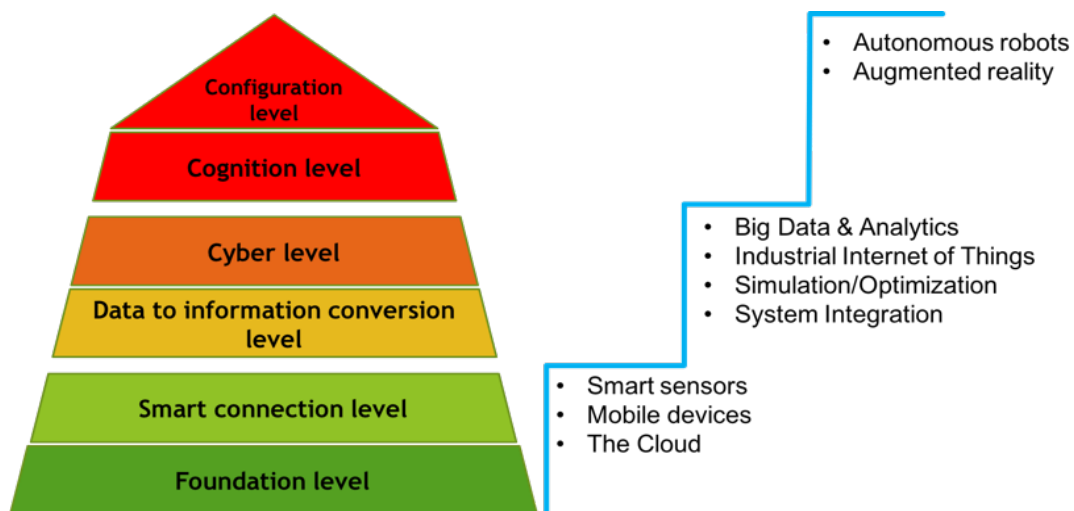 Configuration
level
Cognition level
Cyber level
Data to information conversion
level
Smart connection level
Foundation level
• Autonomous robots
• Augmented reality
• Big Data & Analytics
• Industrial Internet of Things
• Simulation/Optimization
• System Integration
• Smart sensors
• Mobile devices
• The Cloud